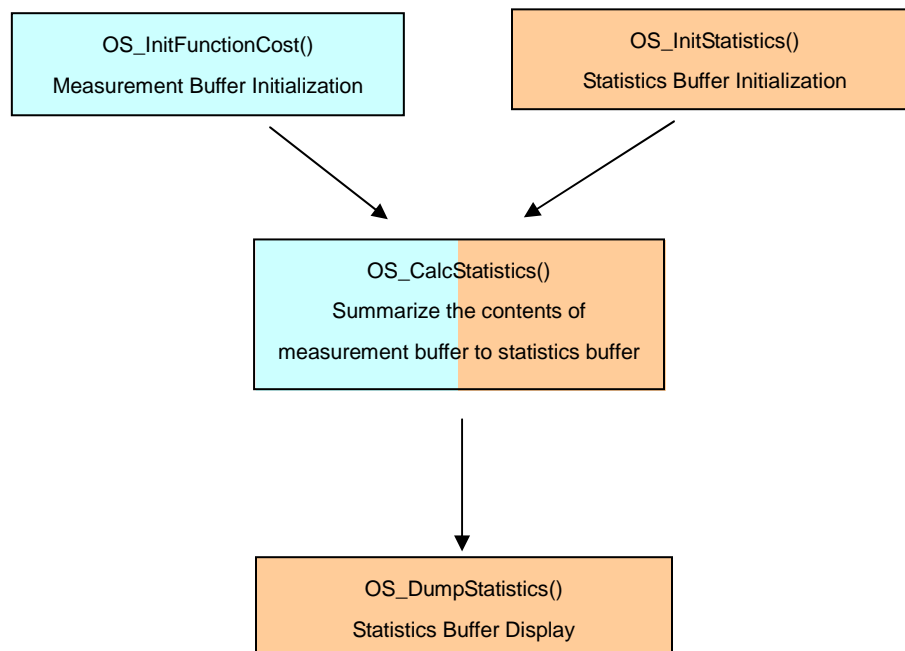 OS_InitFunctionCost()
Measurement Buffer Initialization
OS_InitStatistics()
Statistics Buffer Initialization
OS_CalcStatistics()
Summarize the contents of
measurement buffer to statistics buffer
OS_DumpStatistics()
Statistics Buffer Display